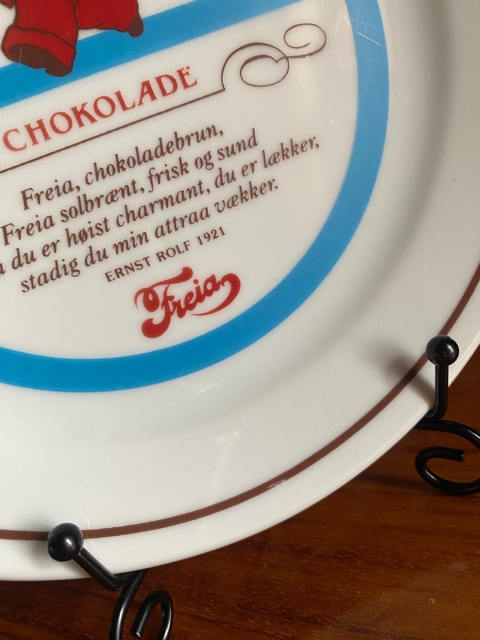 CHOKOLADE
Freia, chokoladebrun,
Freia solbrænt, frisk og sund
du er høist charmant, du er lækker,
stadig du min attraa vækker.
ERNST ROLF 1921
Freia